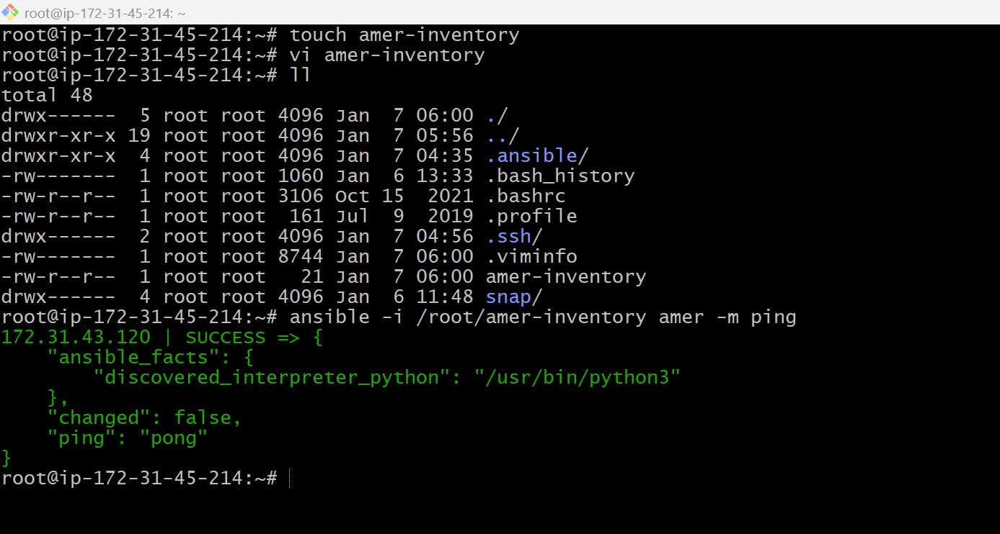 root@ip-172-31-45-214: ~
root@ip-172-31-45-214:~# touch amer-inventory
root@ip-172-31-45-214:~# vi amer-inventory
root@ip-172-31-45-214:~# ll
total 48
drwx------  5 root root 4096 Jan  7 06:00 ./
drwxr-xr-x 19 root root 4096 Jan  7 05:56 ../
drwxr-xr-x  4 root root 4096 Jan  7 04:35 .ansible/
-rw-------  1 root root 1060 Jan  6 13:33 .bash_history
-rw-r--r--  1 root root 3106 Oct 15  2021 .bashrc
-rw-r--r--  1 root root  161 Jul  9  2019 .profile
drwx------  2 root root 4096 Jan  7 04:56 .ssh/
-rw-------  1 root root 8744 Jan  7 06:00 .viminfo
-rw-r--r--  1 root root   21 Jan  7 06:00 amer-inventory
drwx------  4 root root 4096 Jan  6 11:48 snap/
root@ip-172-31-45-214:~# ansible -i /root/amer-inventory amer -m ping
172.31.43.120 | SUCCESS => {
    "ansible_facts": {
        "discovered_interpreter_python": "/usr/bin/python3"
    },
    "changed": false,
    "ping": "pong"
}
root@ip-172-31-45-214:~#